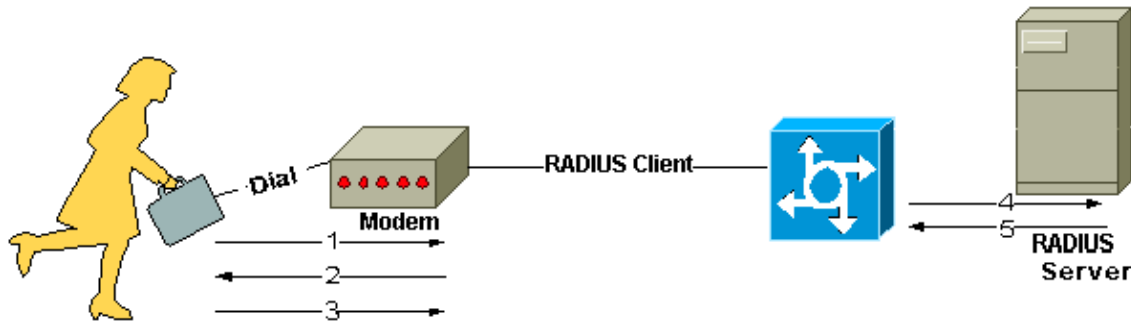 Dial
Modem
RADIUS Client
1
2
3
4
5
RADIUS
Server